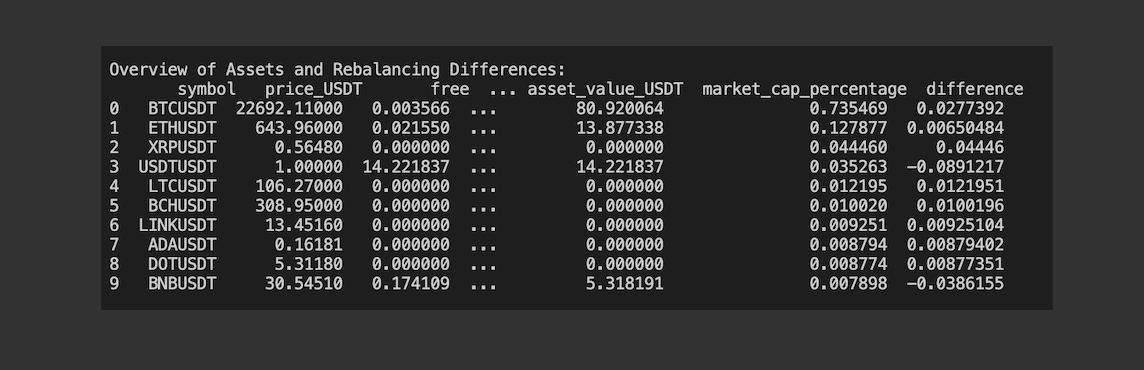 Overview of Assets and Rebalancing Differences:
symbol price_USDT free ... asset_value_USDT market_cap_percentage difference
0 BTCUSDT 22692.11000 0.003566 ... 80.920064 0.735469 0.0277392
1 ETHUSDT 643.96000 0.021550 ... 13.877338 0.127877 0.00650484
2 XRPUSDT 0.56480 0.000000 ... 0.000000 0.044460 0.04446
3 USDTUSDT 1.00000 14.221837 ... 14.221837 0.035263 -0.0891217
4 LTCUSDT 106.27000 0.000000 ... 0.000000 0.012195 0.0121951
5 BCHUSDT 308.95000 0.000000 ... 0.000000 0.010020 0.0100196
6 LINKUSDT 13.45160 0.000000 ... 0.000000 0.009251 0.00925104
7 ADAUSDT 0.16181 0.000000 ... 0.000000 0.008794 0.00879402
8 DOTUSDT 5.31180 0.000000 ... 0.000000 0.008774 0.00877351
9 BNBUSDT 30.54510 0.174109 ... 5.318191 0.007898 -0.0386155